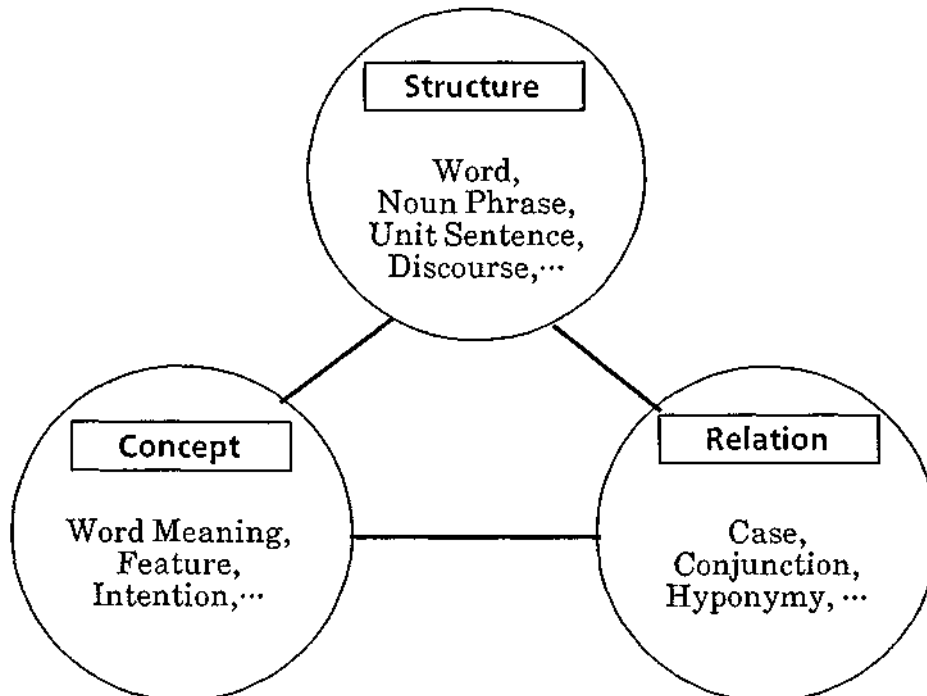 Structure
Word,
Noun Phrase,
Unit Sentence,
Discourse,···
Concept
Word Meaning,
Feature,
Intention,···
Relation
Case,
Conjunction,
Hyponymy, ···